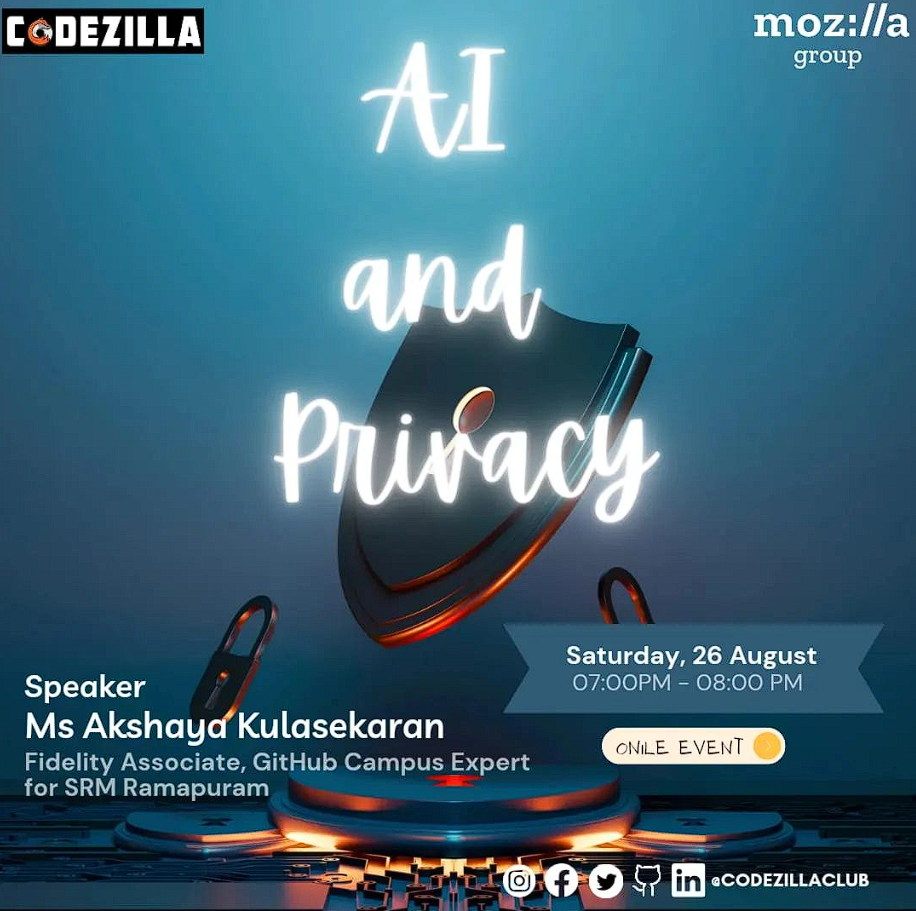 CODEZILLA
moz://a
group
AI
and
Privacy
Saturday, 26 August
07:00PM – 08:00 PM
ONILE EVENT
Speaker
Ms Akshaya Kulasekaran
Fidelity Associate, GitHub Campus Expert
for SRM Ramapuram
@CODEZILLACLUB